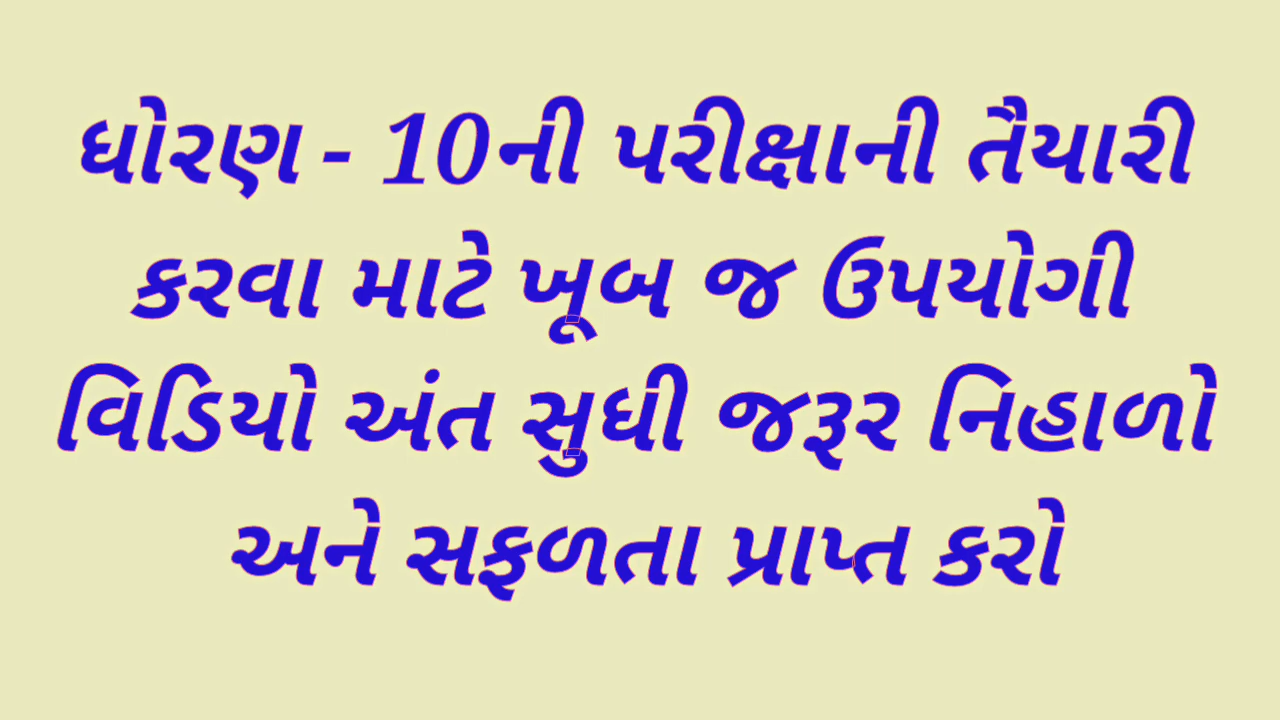 ધોરણ - 10ની પરીક્ષાની તૈયારી
કરવા માટે ખૂબ જ ઉપયોગી
વિડિયો અંત સુધી જરૂર નિહાળો
અને સફળતા પ્રાપ્ત કરો